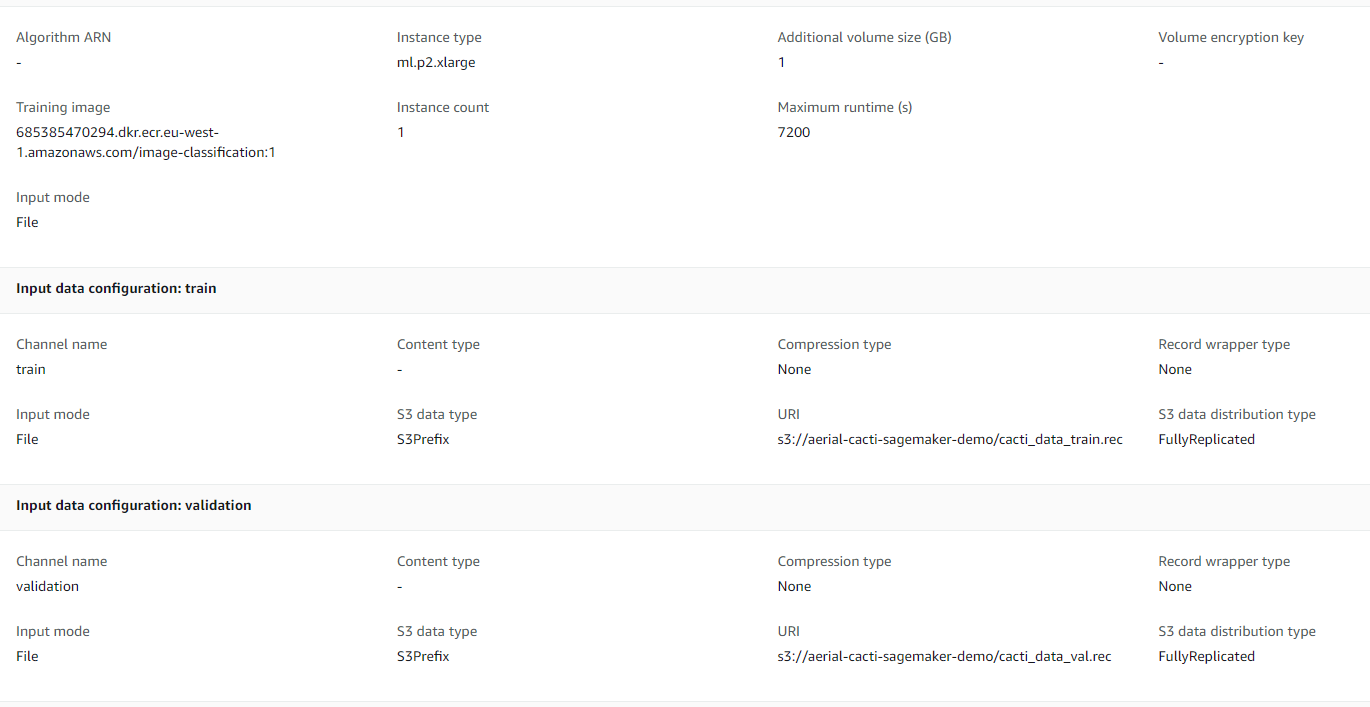 Algorithm ARN
-
Instance type
ml.p2.xlarge
Additional volume size (GB)
1
Volume encryption key
-
Training image
685385470294.dkr.ecr.eu-west-
1.amazonaws.com/image-classification:1
Instance count
1
Maximum runtime (s)
7200
Input mode
File
Input data configuration: train
Channel name
train
Content type
-
Compression type
None
Record wrapper type
None
Input mode
File
S3 data type
S3Prefix
URI
s3://aerial-cacti-sagemaker-demo/cacti_data_train.rec
S3 data distribution type
FullyReplicated
Input data configuration: validation
Channel name
validation
Content type
-
Compression type
None
Record wrapper type
None
Input mode
File
S3 data type
S3Prefix
URI
s3://aerial-cacti-sagemaker-demo/cacti_data_val.rec
S3 data distribution type
FullyReplicated